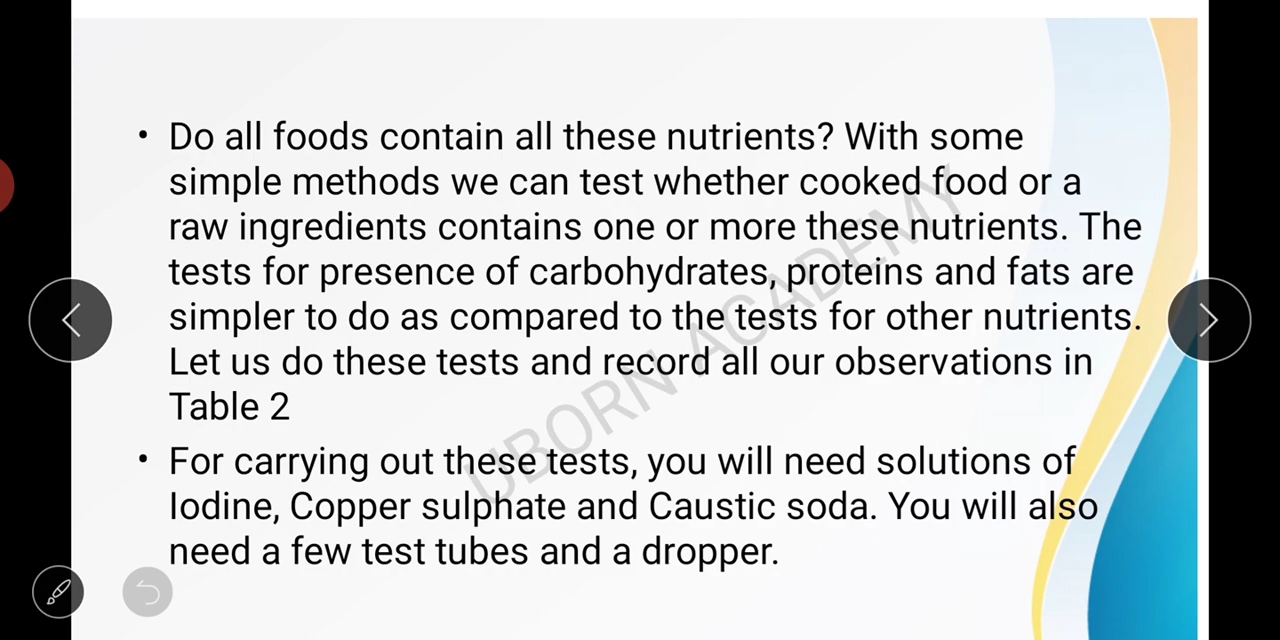 • Do all foods contain all these nutrients? With some
simple methods we can test whether cooked food or a
raw ingredients contains one or more these nutrients. The
tests for presence of carbohydrates, proteins and fats are
simpler to do as compared to the tests for other nutrients.
Let us do these tests and record all our observations in
Table 2
• For carrying out these tests, you will need solutions of
Iodine, Copper sulphate and Caustic soda. You will also
need a few test tubes and a dropper.
UBORN ACADEMY